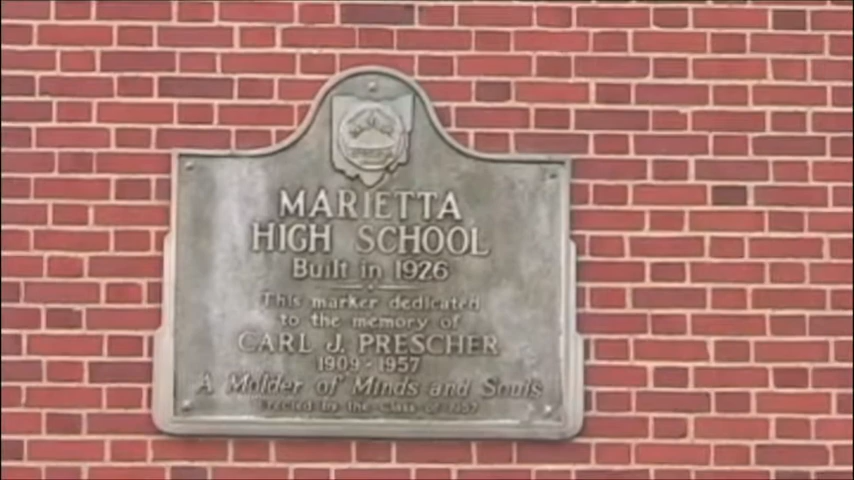 MARIETTA
HIGH SCHOOL
Built in 1926
This marker dedicated
to the memory of
CARL J. PRESCHER
1909-1957
A Molder of Minds and Souls
Erected by the Class of 1957